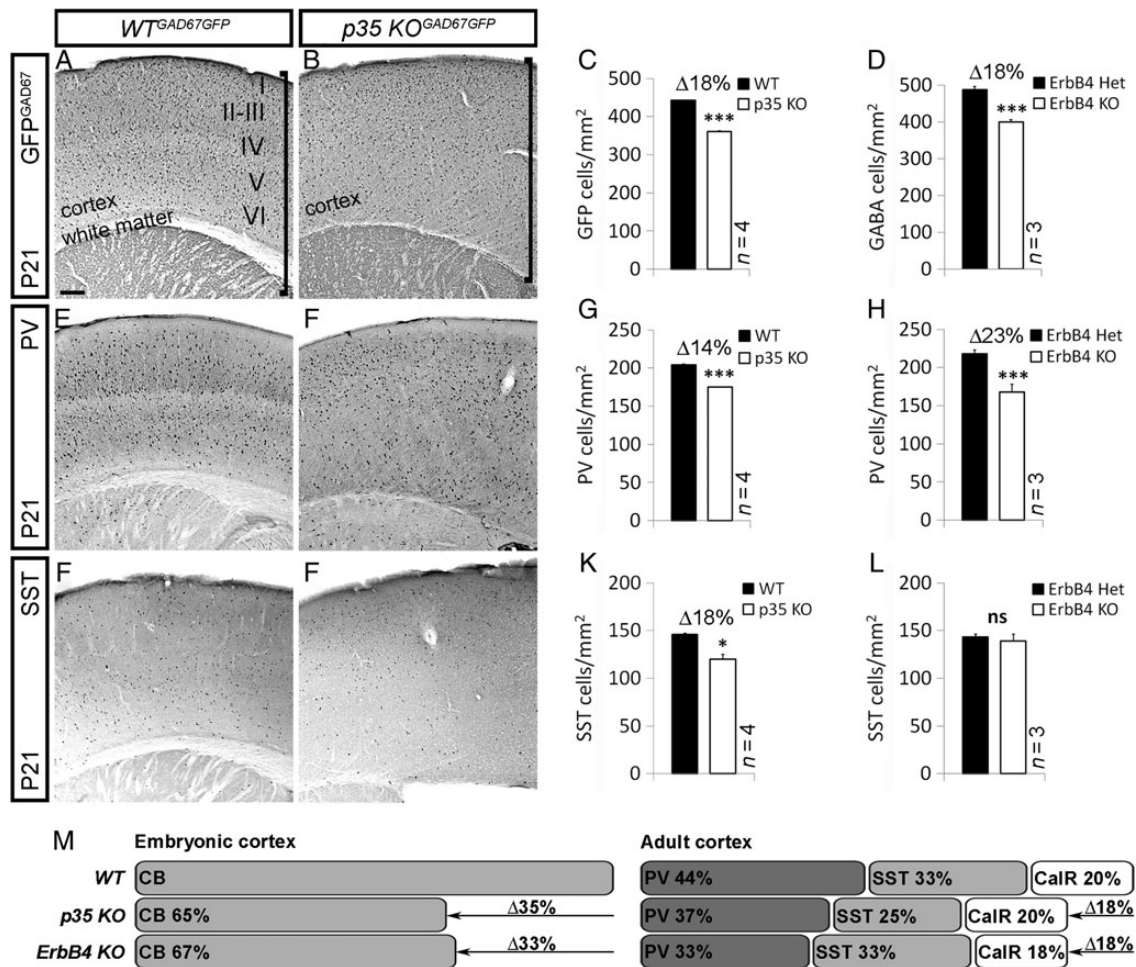 WT^GAD67GFP
p35 KO^GAD67GFP
GFP^GAD67
P21
A
I
II-III
IV
V
VI
cortex
white matter
B
cortex
C
Δ18%
WT
p35 KO
***
GFP cells/mm²
500
400
300
200
100
0
n = 4
D
Δ18%
ErbB4 Het
ErbB4 KO
***
GABA cells/mm²
500
400
300
200
100
0
n = 3
PV
P21
E
F
G
Δ14%
WT
p35 KO
***
PV cells/mm²
250
200
150
100
50
0
n = 4
H
Δ23%
ErbB4 Het
ErbB4 KO
***
PV cells/mm²
250
200
150
100
50
0
n = 3
SST
P21
F
F
K
Δ18%
WT
p35 KO
*
SST cells/mm²
200
150
100
50
0
n = 4
L
ns
ErbB4 Het
ErbB4 KO
SST cells/mm²
200
150
100
50
0
n = 3
M
Embryonic cortex
Adult cortex
WT CB
PV 44% SST 33% CalR 20%
p35 KO CB 65% Δ35%
PV 37% SST 25% CalR 20% Δ18%
ErbB4 KO CB 67% Δ33%
PV 33% SST 33% CalR 18% Δ18%